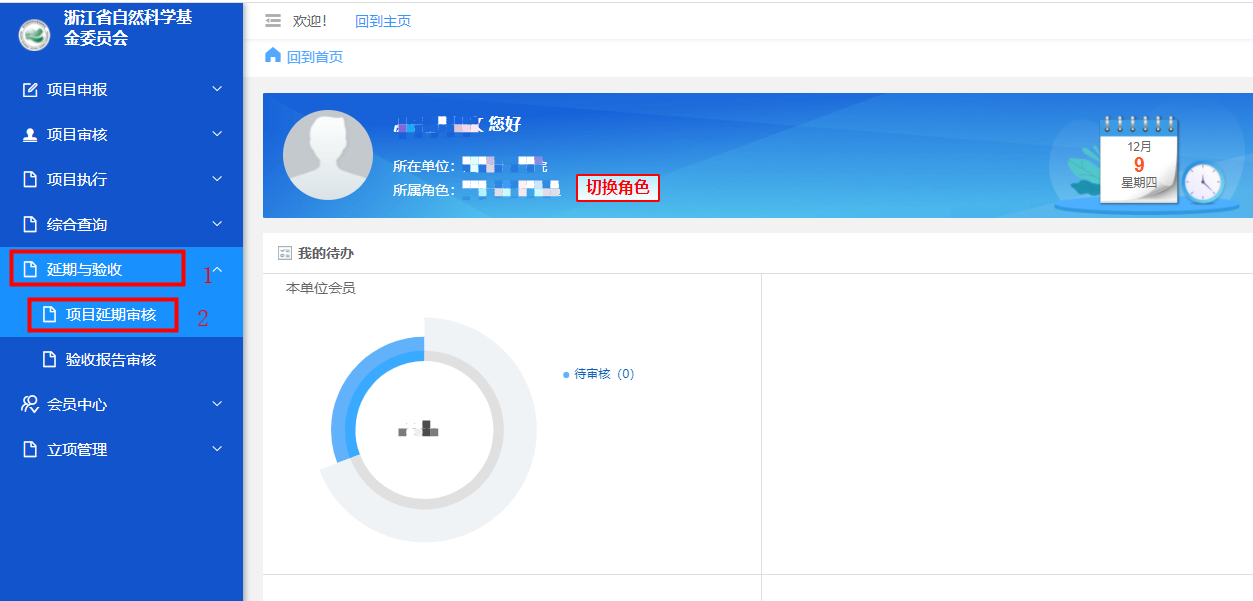 浙江省自然科学基
金委员会
欢迎！
回到主页
回到首页
项目申报
项目审核
项目执行
综合查询
延期与验收
1
项目延期审核
2
验收报告审核
会员中心
立项管理
您好
所在单位：
所属角色：
切换角色
12月
9
星期四
我的待办
本单位会员
待审核（0）